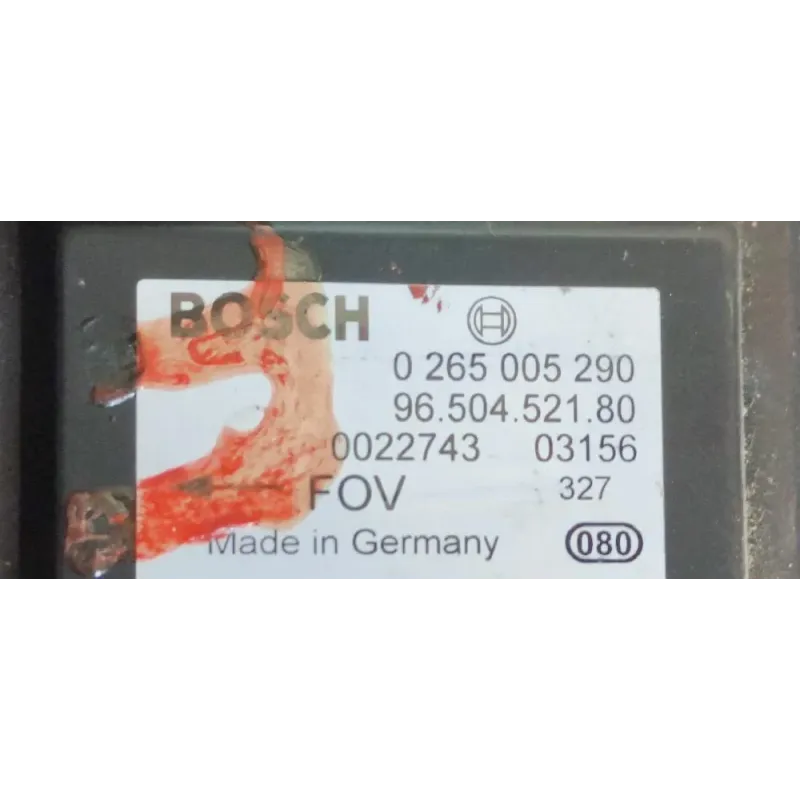 BOSCH
0 265 005 290
96.504.521.80
0022743 03156
FOV 327
Made in Germany 080